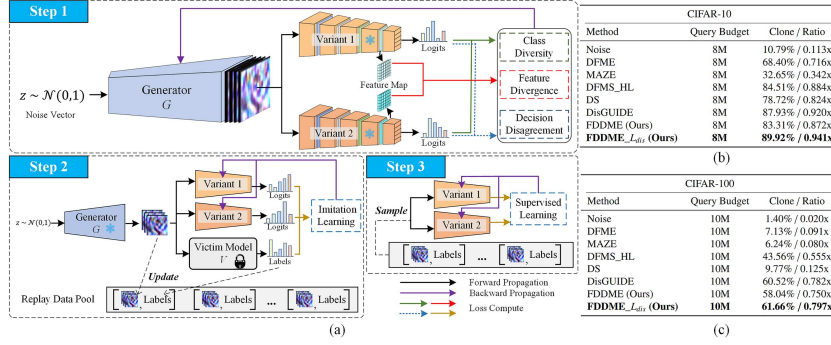 Step 1
Generator
G
z ~ N(0,1)
Noise Vector
Variant 1
Variant 2
Logits
Feature Map
Logits
Class
Diversity
Feature
Divergence
Decision
Disagreement
Step 2
z ~ N(0,1)
Generator
G
Variant 1
Variant 2
Victim Model
V
Logits
Logits
Labels
Imitation
Learning
Update
Replay Data Pool
[ , Labels] [ , Labels] ... [ , Labels]
Step 3
Sample
Variant 1
Variant 2
Supervised
Learning
[ , Labels] ... [ , Labels]
Forward Propagation
Backward Propagation
Loss Compute
(a)
CIFAR-10
Method Query Budget Clone / Ratio
Noise 8M 10.79% / 0.113x
DFME 8M 68.40% / 0.716x
MAZE 8M 32.65% / 0.342x
DFMS_HL 8M 84.51% / 0.884x
DS 8M 78.72% / 0.824x
DisGUIDE 8M 87.93% / 0.920x
FDDME (Ours) 8M 83.31% / 0.872x
FDDME_L_dis (Ours) 8M 89.92% / 0.941x
(b)
CIFAR-100
Method Query Budget Clone / Ratio
Noise 10M 1.40% / 0.020x
DFME 10M 7.13% / 0.091x
MAZE 10M 6.24% / 0.080x
DFMS_HL 10M 43.56% / 0.555x
DS 10M 9.77% / 0.125x
DisGUIDE 10M 60.52% / 0.782x
FDDME (Ours) 10M 58.04% / 0.750x
FDDME_L_dis (Ours) 10M 61.66% / 0.797x
(c)